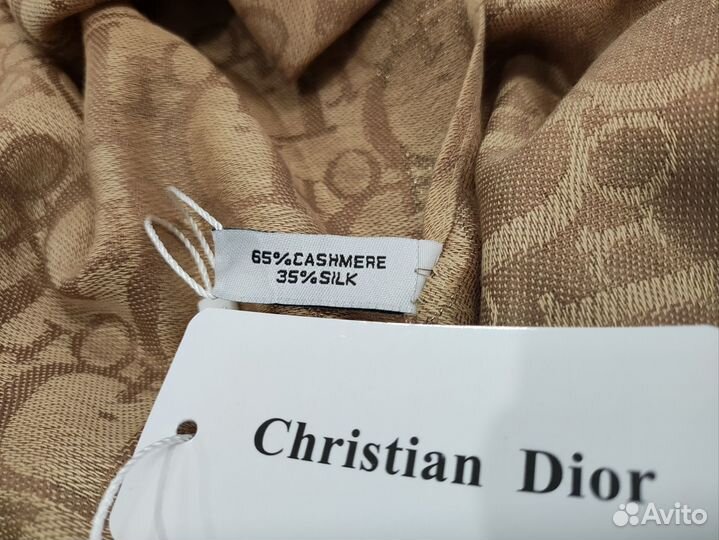 65%CASHMERE
35%SILK
Christian Dior
Avito